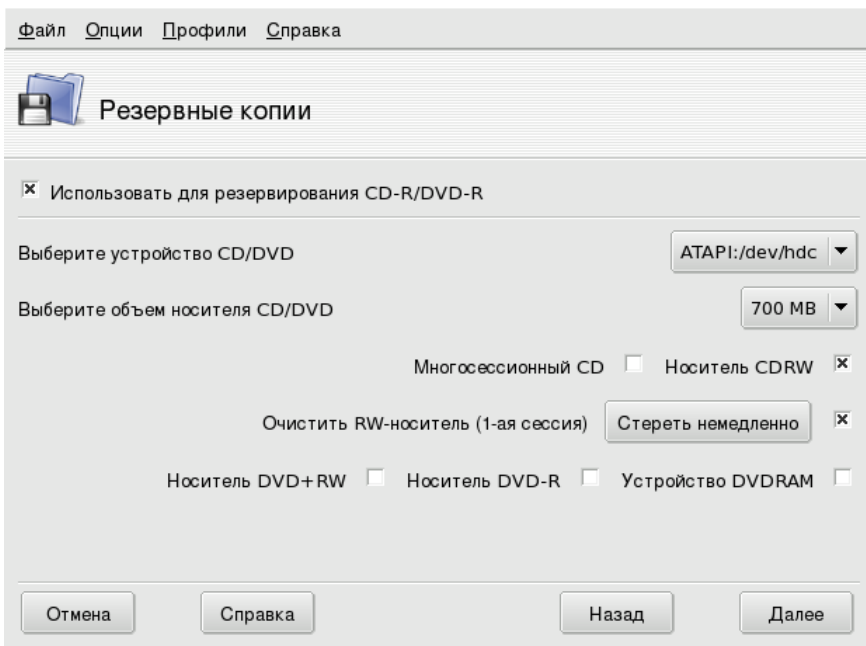 Файл Опции Профили Справка
Резервные копии
Использовать для резервирования CD-R/DVD-R
Выберите устройство CD/DVD ATAPI:/dev/hdc
Выберите объем носителя CD/DVD 700 MB
Многосессионный CD Носитель CDRW
Очистить RW-носитель (1-ая сессия) Стереть немедленно
Носитель DVD+RW Носитель DVD-R Устройство DVDRAM
Отмена Справка Назад Далее